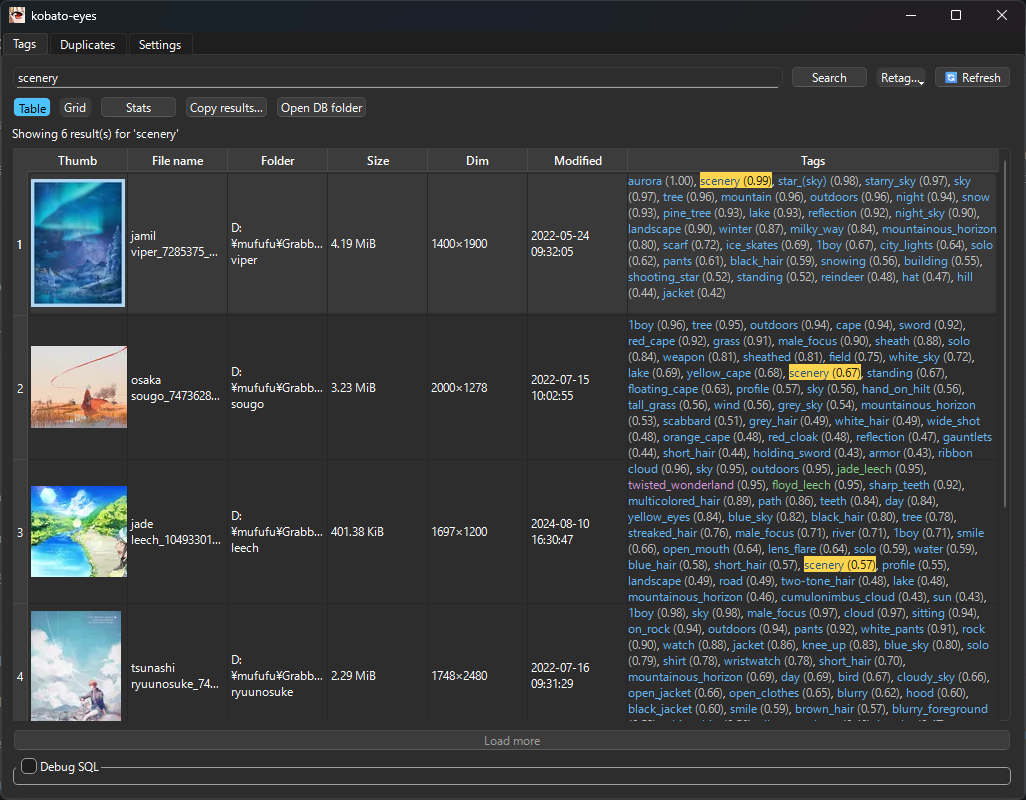 kobato-eyes
Tags Duplicates Settings
scenery Search Retag... Refresh
Table Grid Stats Copy results... Open DB folder
Showing 6 result(s) for 'scenery'
Thumb File name Folder Size Dim Modified Tags
1
jamil
viper_7285375_...
D:
¥mufufu¥Grabb...
viper
4.19 MiB
1400×1900
2022-05-24
09:32:05
aurora (1.00), scenery (0.99), star_(sky) (0.98), starry_sky (0.97), sky
(0.97), tree (0.96), mountain (0.96), outdoors (0.96), night (0.94), snow
(0.93), pine_tree (0.93), lake (0.93), reflection (0.92), night_sky (0.90),
landscape (0.90), winter (0.87), milky_way (0.84), mountainous_horizon
(0.80), scarf (0.72), ice_skates (0.69), 1boy (0.67), city_lights (0.64), solo
(0.62), pants (0.61), black_hair (0.59), snowing (0.56), building (0.55),
shooting_star (0.52), standing (0.52), reindeer (0.48), hat (0.47), hill
(0.44), jacket (0.42)
2
osaka
sougo_7473628...
D:
¥mufufu¥Grabb...
sougo
3.23 MiB
2000×1278
2022-07-15
10:02:55
1boy (0.96), tree (0.95), outdoors (0.94), cape (0.94), sword (0.92),
red_cape (0.92), grass (0.91), male_focus (0.90), sheath (0.88), solo
(0.84), weapon (0.81), sheathed (0.81), field (0.75), white_sky (0.72),
lake (0.69), yellow_cape (0.68), scenery (0.67), standing (0.67),
floating_cape (0.63), profile (0.57), sky (0.56), hand_on_hilt (0.56),
tall_grass (0.56), wind (0.56), grey_sky (0.54), mountainous_horizon
(0.53), scabbard (0.51), grey_hair (0.49), white_hair (0.49), wide_shot
(0.48), orange_cape (0.48), red_cloak (0.48), reflection (0.47), gauntlets
(0.44), short_hair (0.44), holding_sword (0.43), armor (0.43), ribbon
3
jade
leech_10493301...
D:
¥mufufu¥Grabb...
leech
401.38 KiB
1697×1200
2024-08-10
16:30:47
cloud (0.96), sky (0.95), outdoors (0.95), jade_leech (0.95),
twisted_wonderland (0.95), floyd_leech (0.95), sharp_teeth (0.92),
multicolored_hair (0.89), path (0.86), teeth (0.84), day (0.84),
yellow_eyes (0.84), blue_sky (0.82), black_hair (0.80), tree (0.78),
streaked_hair (0.76), male_focus (0.71), river (0.71), 1boy (0.71), smile
(0.66), open_mouth (0.64), lens_flare (0.64), solo (0.59), water (0.59),
blue_hair (0.58), short_hair (0.57), scenery (0.57), profile (0.55),
landscape (0.49), road (0.49), two-tone_hair (0.48), lake (0.48),
mountainous_horizon (0.46), cumulonimbus_cloud (0.43), sun (0.43),
4
tsunashi
ryuunosuke_74...
D:
¥mufufu¥Grabb...
ryuunosuke
2.29 MiB
1748×2480
2022-07-16
09:31:29
1boy (0.98), sky (0.98), male_focus (0.97), cloud (0.97), sitting (0.94),
on_rock (0.94), outdoors (0.94), pants (0.92), white_pants (0.91), rock
(0.90), watch (0.88), jacket (0.86), knee_up (0.83), blue_sky (0.80), solo
(0.79), shirt (0.78), wristwatch (0.78), short_hair (0.70),
mountainous_horizon (0.69), day (0.69), bird (0.67), cloudy_sky (0.66),
open_jacket (0.66), open_clothes (0.65), blurry (0.62), hood (0.60),
black_jacket (0.60), smile (0.59), brown_hair (0.57), blurry_foreground
Load more
Debug SQL